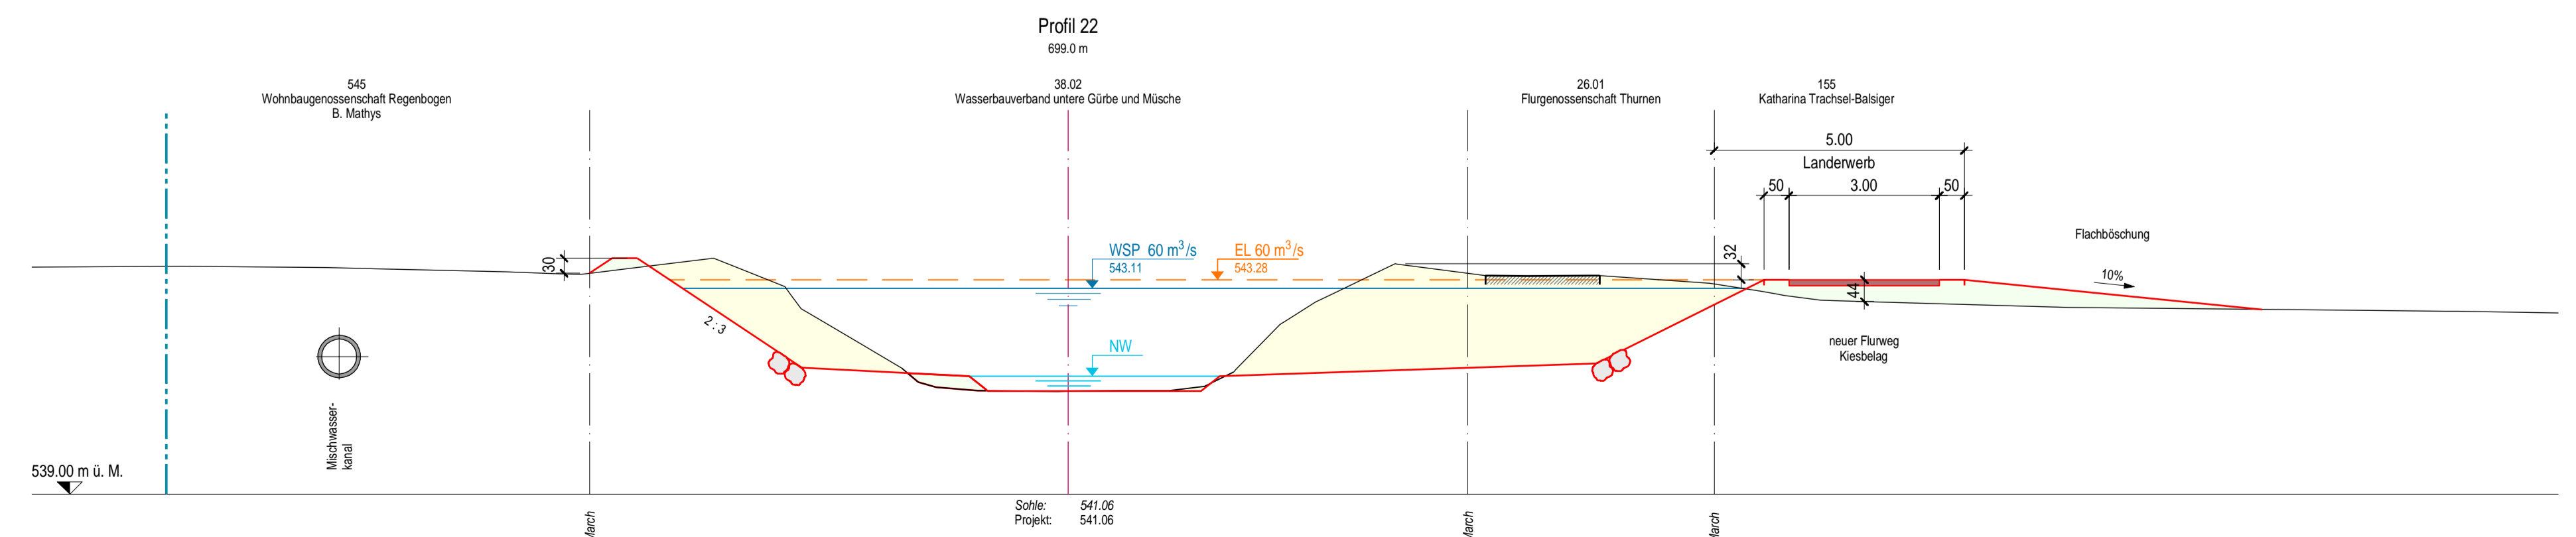 Profil 22
699.0 m
545
Wohnbaugenossenschaft Regenbogen
B. Mathys
38.02
Wasserbauverband untere Gürbe und Müsche
26.01
Flurgenossenschaft Thurnen
155
Katharina Trachsel-Balsiger
5.00
Landerwerb
50
3.00
50
Flachböschung
10%
30
WSP 60 m³/s
543.11
EL 60 m³/s
543.28
32
44
2 : 3
NW
neuer Flurweg
Kiesbelag
Mischwasser-
kanal
539.00 m ü. M.
Sohle: 541.06
Projekt: 541.06
March
March
March